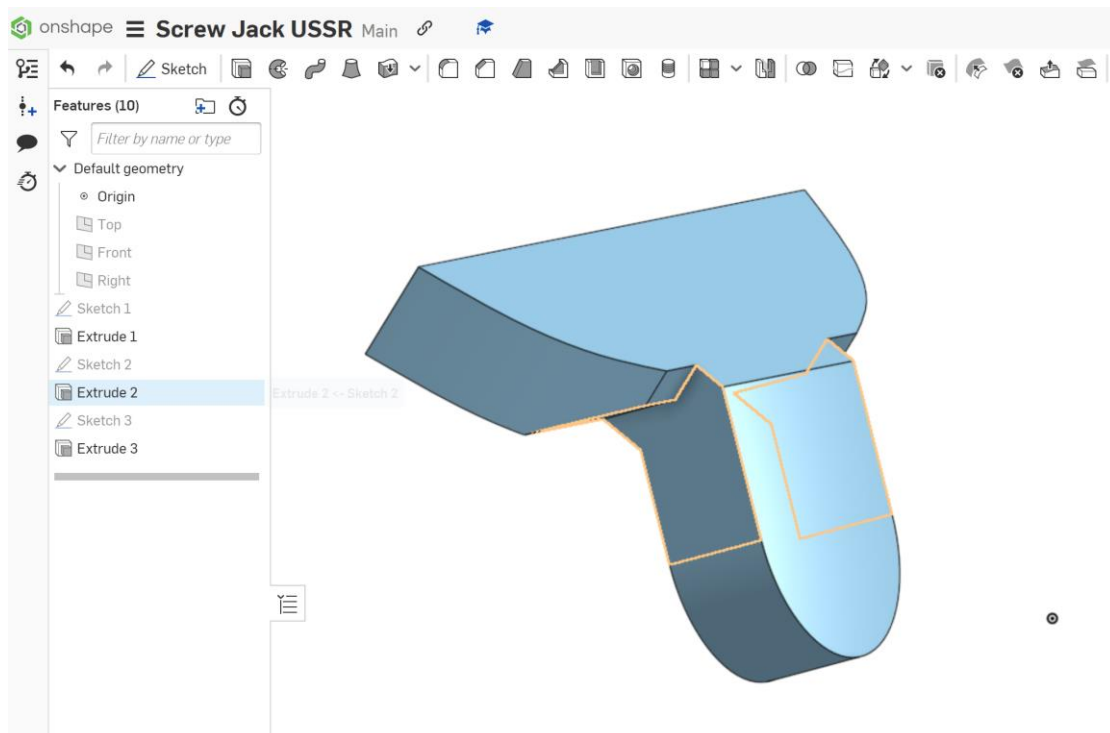 onshape Screw Jack USSR Main
Sketch
Features (10)
Filter by name or type
Default geometry
Origin
Top
Front
Right
Sketch 1
Extrude 1
Sketch 2
Extrude 2
Extrude 2 <- Sketch 2
Sketch 3
Extrude 3